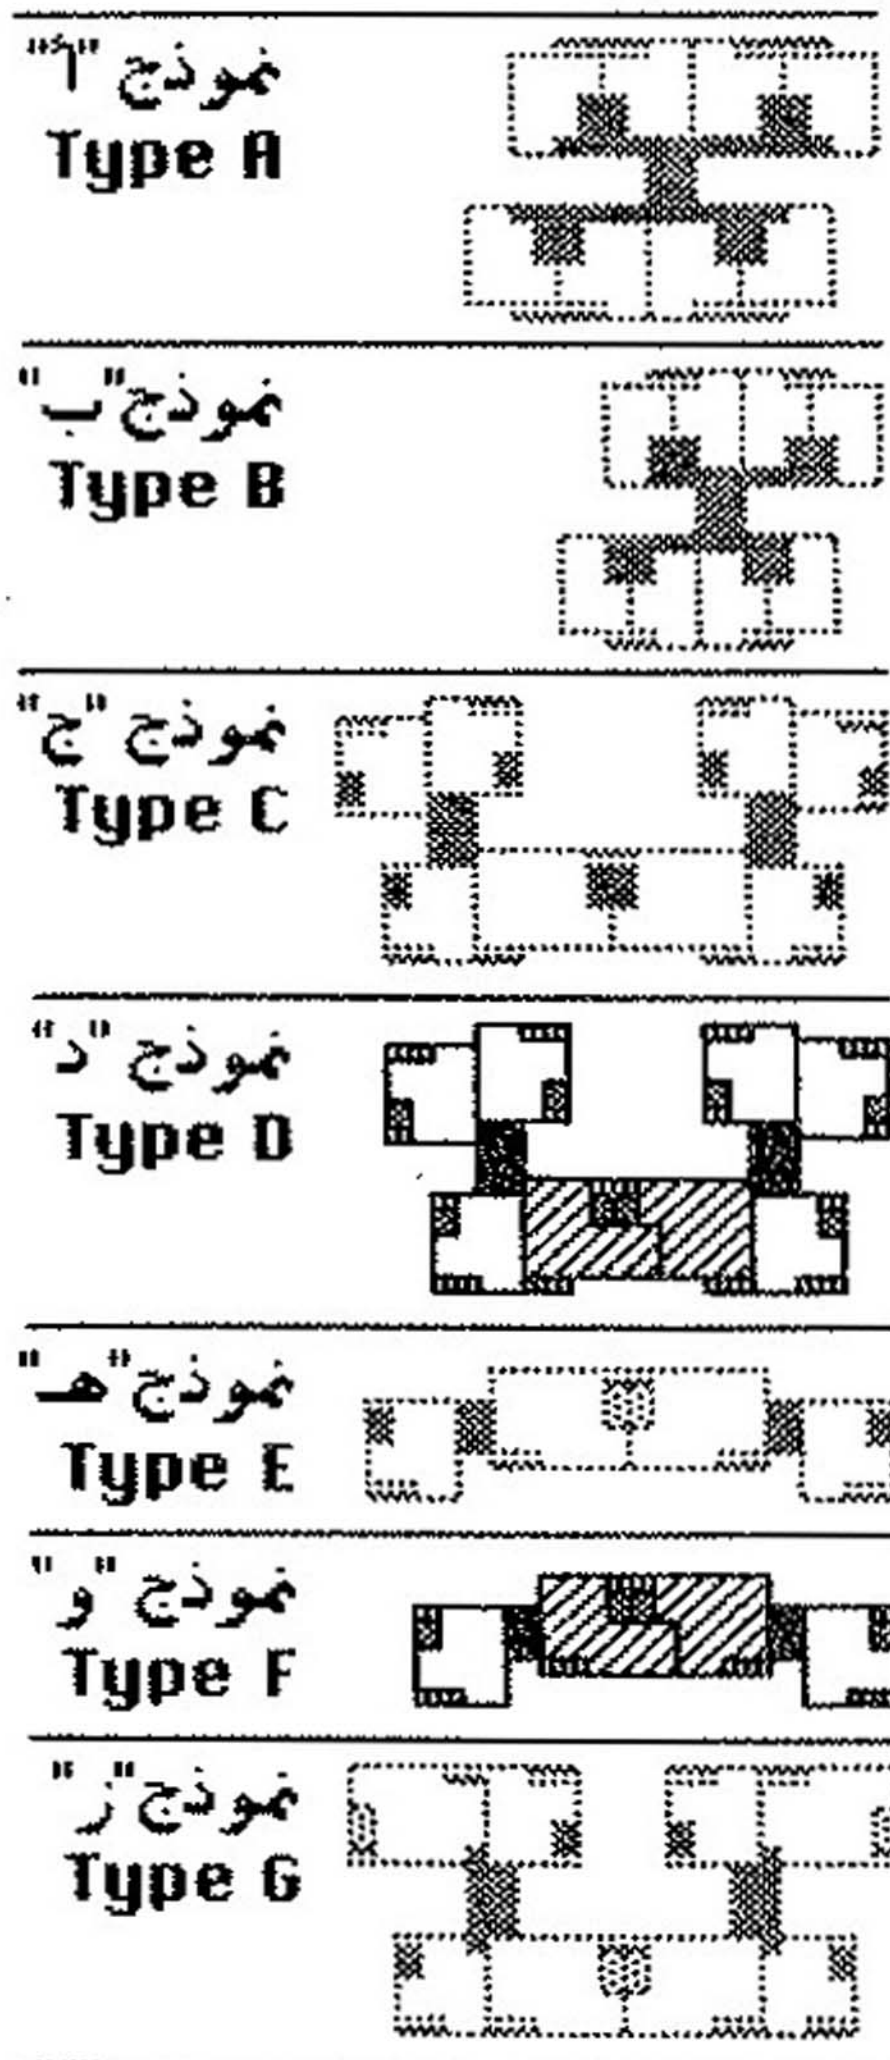 نموذج "أ"
Type A
نموذج "ب"
Type B
نموذج "ج"
Type C
نموذج "د"
Type D
نموذج "هـ"
Type E
نموذج "و"
Type F
نموذج "ز"
Type G